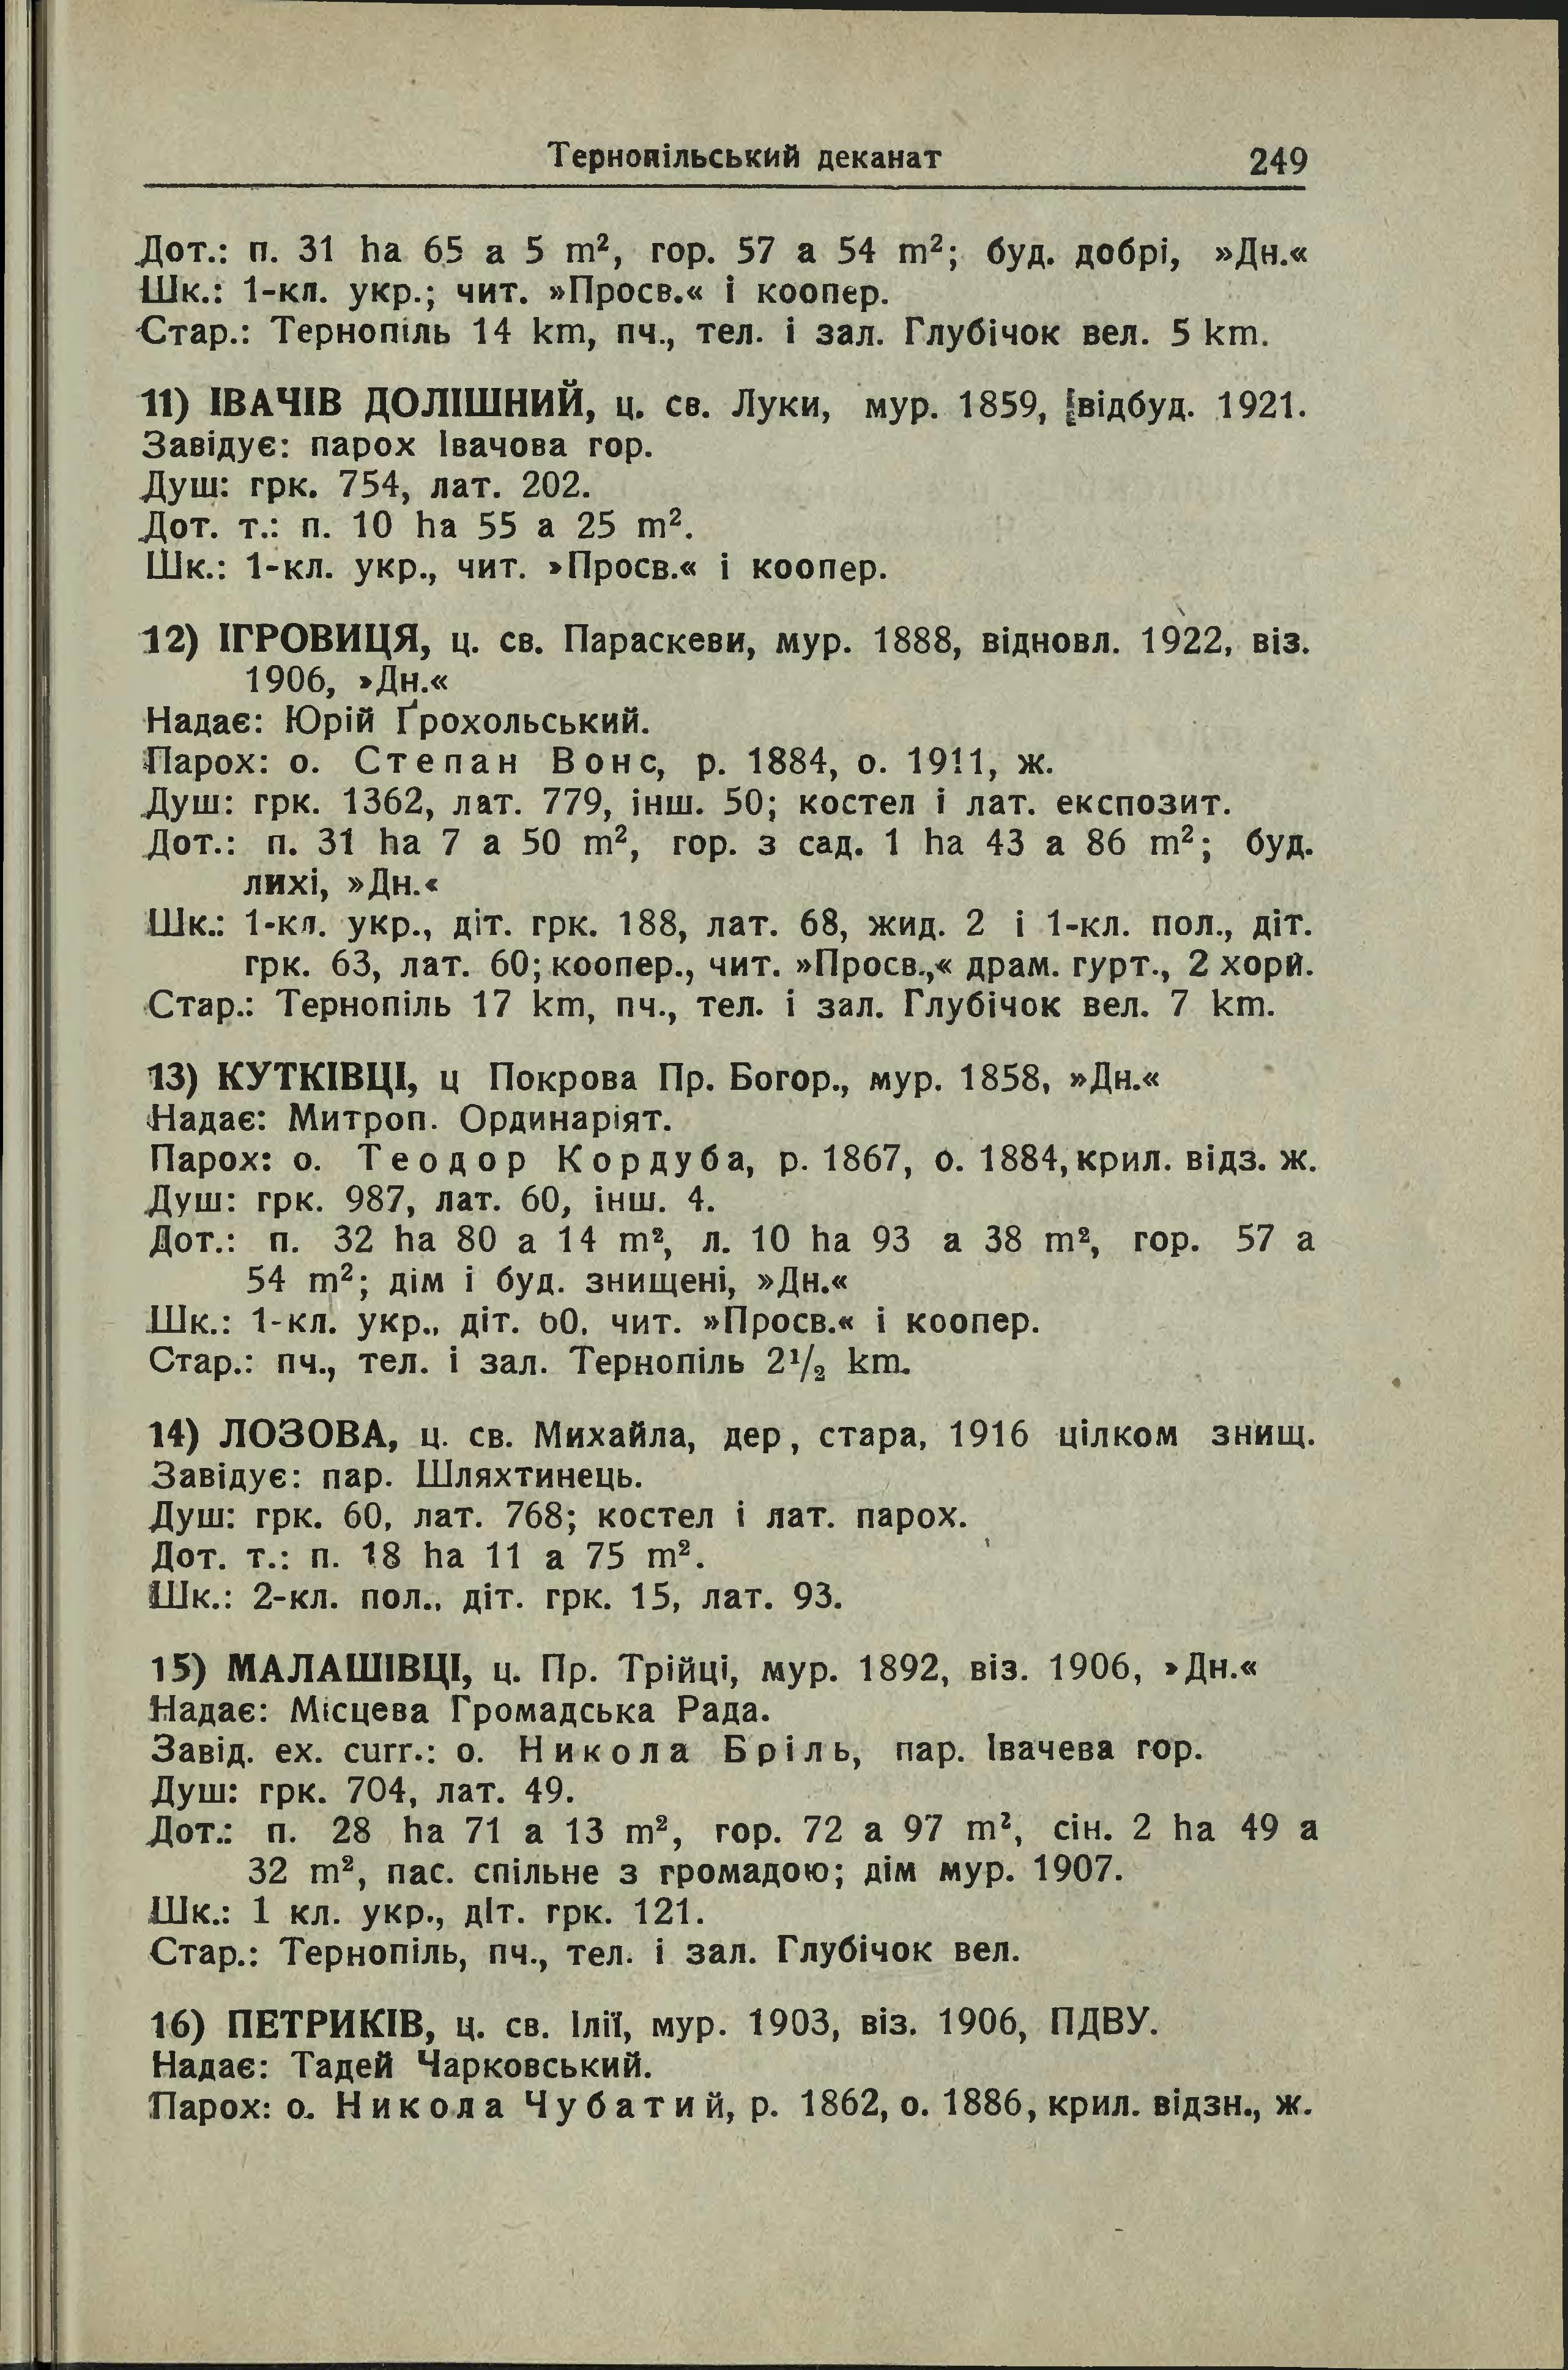 Тернопільський деканат 249
Дот.: п. 31 ha 65 a 5 m², гор. 57 a 54 m²; буд. добрі, »Дн.«
Шк.: 1-кл. укр.; чит. »Просв.« і коопер.
Стар.: Тернопіль 14 km, пч., тел. і зал. Глубічок вел. 5 km.
11) ІВАЧІВ ДОЛІШНИЙ, ц. св. Луки, мур. 1859, відбуд. 1921.
Завідує: парох Івачова гор.
Душ: грк. 754, лат. 202.
Дот. т.: п. 10 ha 55 a 25 m².
Шк.: 1-кл. укр., чит. »Просв.« і коопер.
12) ІГРОВИЦЯ, ц. св. Параскеви, мур. 1888, відновл. 1922, віз.
1906, »Дн.«
Надає: Юрій Ґрохольський.
Парох: о. Степан Вонс, р. 1884, о. 1911, ж.
Душ: грк. 1362, лат. 779, інш. 50; костел і лат. експозит.
Дот.: п. 31 ha 7 a 50 m², гор. з сад. 1 ha 43 a 86 m²; буд.
лихі, »Дн.«
Шк.: 1-кл. укр., діт. грк. 188, лат. 68, жид. 2 і 1-кл. пол., діт.
грк. 63, лат. 60; коопер., чит. »Просв.,« драм. гурт., 2 хори.
Стар.: Тернопіль 17 km, пч., тел. і зал. Глубічок вел. 7 km.
13) КУТКІВЦІ, ц Покрова Пр. Богор., мур. 1858, »Дн.«
Надає: Митроп. Ординаріят.
Парох: о. Теодор Кордуба, р. 1867, о. 1884, крил. відз. ж.
Душ: грк. 987, лат. 60, інш. 4.
Дот.: п. 32 ha 80 a 14 m², л. 10 ha 93 a 38 m², гор. 57 a
54 m²; дім і буд. знищені, »Дн.«
Шк.: 1-кл. укр., діт. 60, чит. »Просв.« і коопер.
Стар.: пч., тел. і зал. Тернопіль 2¹/₂ km.
14) ЛОЗОВА, ц. св. Михайла, дер, стара, 1916 цілком знищ.
Завідує: пар. Шляхтинець.
Душ: грк. 60, лат. 768; костел і лат. парох.
Дот. т.: п. 18 ha 11 a 75 m².
Шк.: 2-кл. пол., діт. грк. 15, лат. 93.
15) МАЛАШІВЦІ, ц. Пр. Трійці, мур. 1892, віз. 1906, »Дн.«
Надає: Місцева Громадська Рада.
Завід. ex. curr.: о. Никола Бріль, пар. Івачева гор.
Душ: грк. 704, лат. 49.
Дот.: п. 28 ha 71 a 13 m², гор. 72 a 97 m², сін. 2 ha 49 a
32 m², пас. спільне з громадою; дім мур. 1907.
Шк.: 1 кл. укр., діт. грк. 121.
Стар.: Тернопіль, пч., тел. і зал. Глубічок вел.
16) ПЕТРИКІВ, ц. св. Ілії, мур. 1903, віз. 1906, ПДВУ.
Надає: Тадей Чарковський.
Парох: о. Никола Чубатий, р. 1862, о. 1886, крил. відзн., ж.